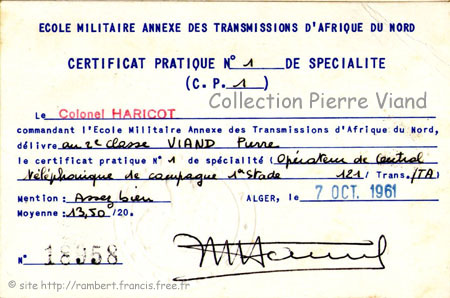 ECOLE MILITAIRE ANNEXE DES TRANSMISSIONS D'AFRIQUE DU NORD
CERTIFICAT PRATIQUE N° 1 DE SPECIALITE
(C.P. 1)
Collection Pierre Viand
Le Colonel HARICOT
commandant l'Ecole Militaire Annexe des Transmissions d'Afrique du Nord,
délivre au 2e classe VIAND Pierre
le certificat pratique N° 1 de spécialité (Opérateur de Central
téléphonique de campagne 1er Stade 121 / Trans. /TA)
Mention : Assez bien
ALGER, le 7 OCT. 1961
Moyenne : 13,50 /20.
N° 18358
© site http://rambert.francis.free.fr